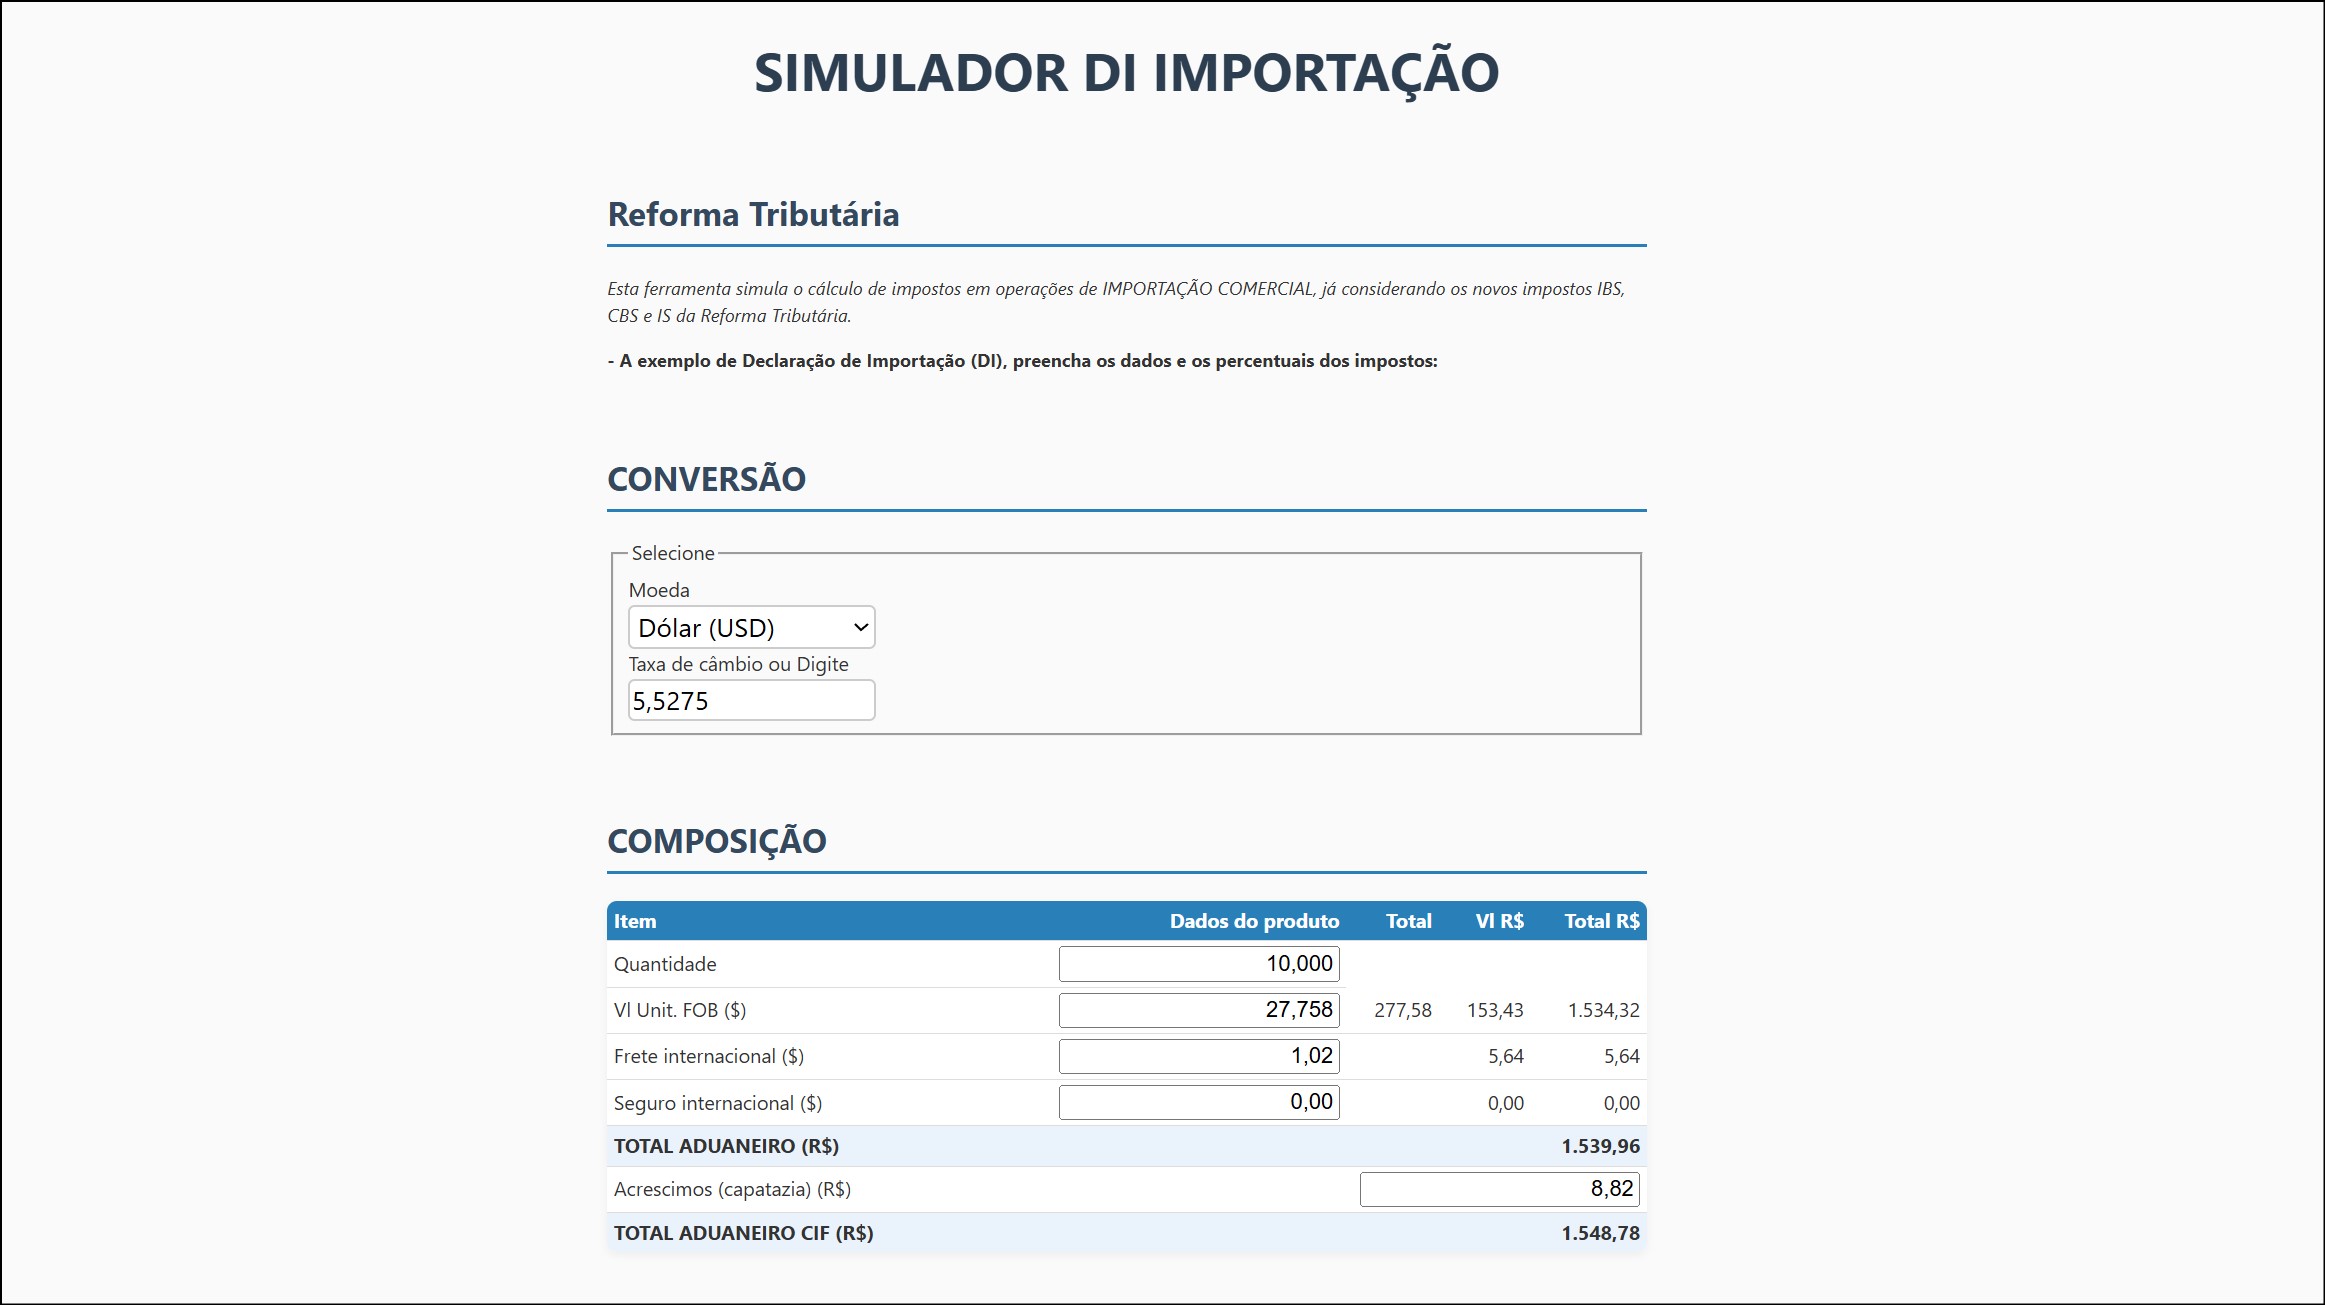 SIMULADOR DI IMPORTAÇÃO
Reforma Tributária
Esta ferramenta simula o cálculo de impostos em operações de IMPORTAÇÃO COMERCIAL, já considerando os novos impostos IBS,
CBS e IS da Reforma Tributária.
- A exemplo de Declaração de Importação (DI), preencha os dados e os percentuais dos impostos:
CONVERSÃO
Selecione
Moeda
Dólar (USD)
Taxa de câmbio ou Digite
5,5275
COMPOSIÇÃO
Item Dados do produto Total Vl R$ Total R$
Quantidade 10,000
Vl Unit. FOB ($) 27,758 277,58 153,43 1.534,32
Frete internacional ($) 1,02 5,64 5,64
Seguro internacional ($) 0,00 0,00 0,00
TOTAL ADUANEIRO (R$) 1.539,96
Acrescimos (capatazia) (R$) 8,82
TOTAL ADUANEIRO CIF (R$) 1.548,78